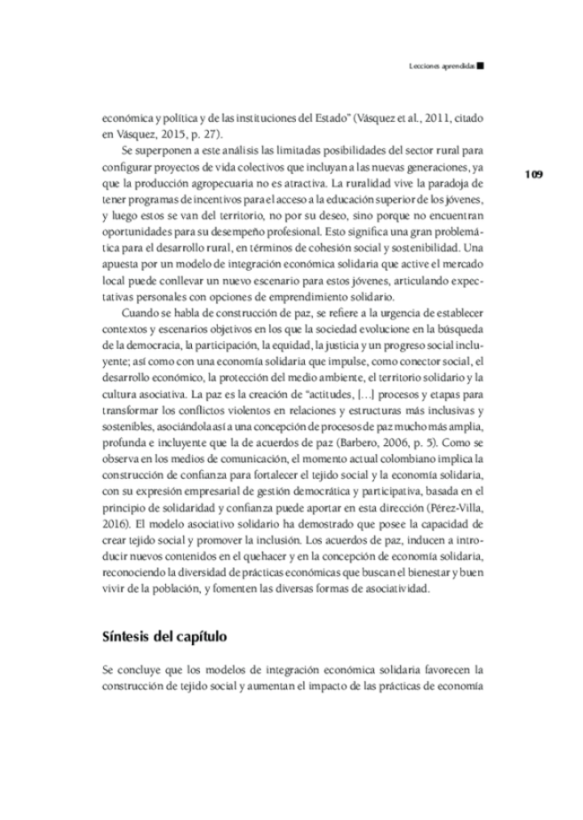 Lecciones aprendidas
económica y política y de las instituciones del Estado” (Vásquez et al., 2011, citado
en Vásquez, 2015, p. 27).
Se superponen a este análisis las limitadas posibilidades del sector rural para
configurar proyectos de vida colectivos que incluyan a las nuevas generaciones, ya
109
que la producción agropecuaria no es atractiva. La ruralidad vive la paradoja de
tener programas de incentivos para el acceso a la educación superior de los jóvenes,
y luego estos se van del territorio, no por su deseo, sino porque no encuentran
oportunidades para su desempeño profesional. Esto significa una gran problemá-
tica para el desarrollo rural, en términos de cohesión social y sostenibilidad. Una
apuesta por un modelo de integración económica solidaria que active el mercado
local puede conllevar un nuevo escenario para estos jóvenes, articulando expec-
tativas personales con opciones de emprendimiento solidario.
Cuando se habla de construcción de paz, se refiere a la urgencia de establecer
contextos y escenarios objetivos en los que la sociedad evolucione en la búsqueda
de la democracia, la participación, la equidad, la justicia y un progreso social inclu-
yente; así como con una economía solidaria que impulse, como conector social, el
desarrollo económico, la protección del medio ambiente, el territorio solidario y la
cultura asociativa. La paz es la creación de “actitudes, [...] procesos y etapas para
transformar los conflictos violentos en relaciones y estructuras más inclusivas y
sostenibles, asociándola así a una concepción de procesos de paz mucho más amplia,
profunda e incluyente que la de acuerdos de paz (Barbero, 2006, p. 5). Como se
observa en los medios de comunicación, el momento actual colombiano implica la
construcción de confianza para fortalecer el tejido social y la economía solidaria,
con su expresión empresarial de gestión democrática y participativa, basada en el
principio de solidaridad y confianza puede aportar en esta dirección (Pérez-Villa,
2016). El modelo asociativo solidario ha demostrado que posee la capacidad de
crear tejido social y promover la inclusión. Los acuerdos de paz, inducen a intro-
ducir nuevos contenidos en el quehacer y en la concepción de economía solidaria,
reconociendo la diversidad de prácticas económicas que buscan el bienestar y buen
vivir de la población, y fomenten las diversas formas de asociatividad.
Síntesis del capítulo
Se concluye que los modelos de integración económica solidaria favorecen la
construcción de tejido social y aumentan el impacto de las prácticas de economía